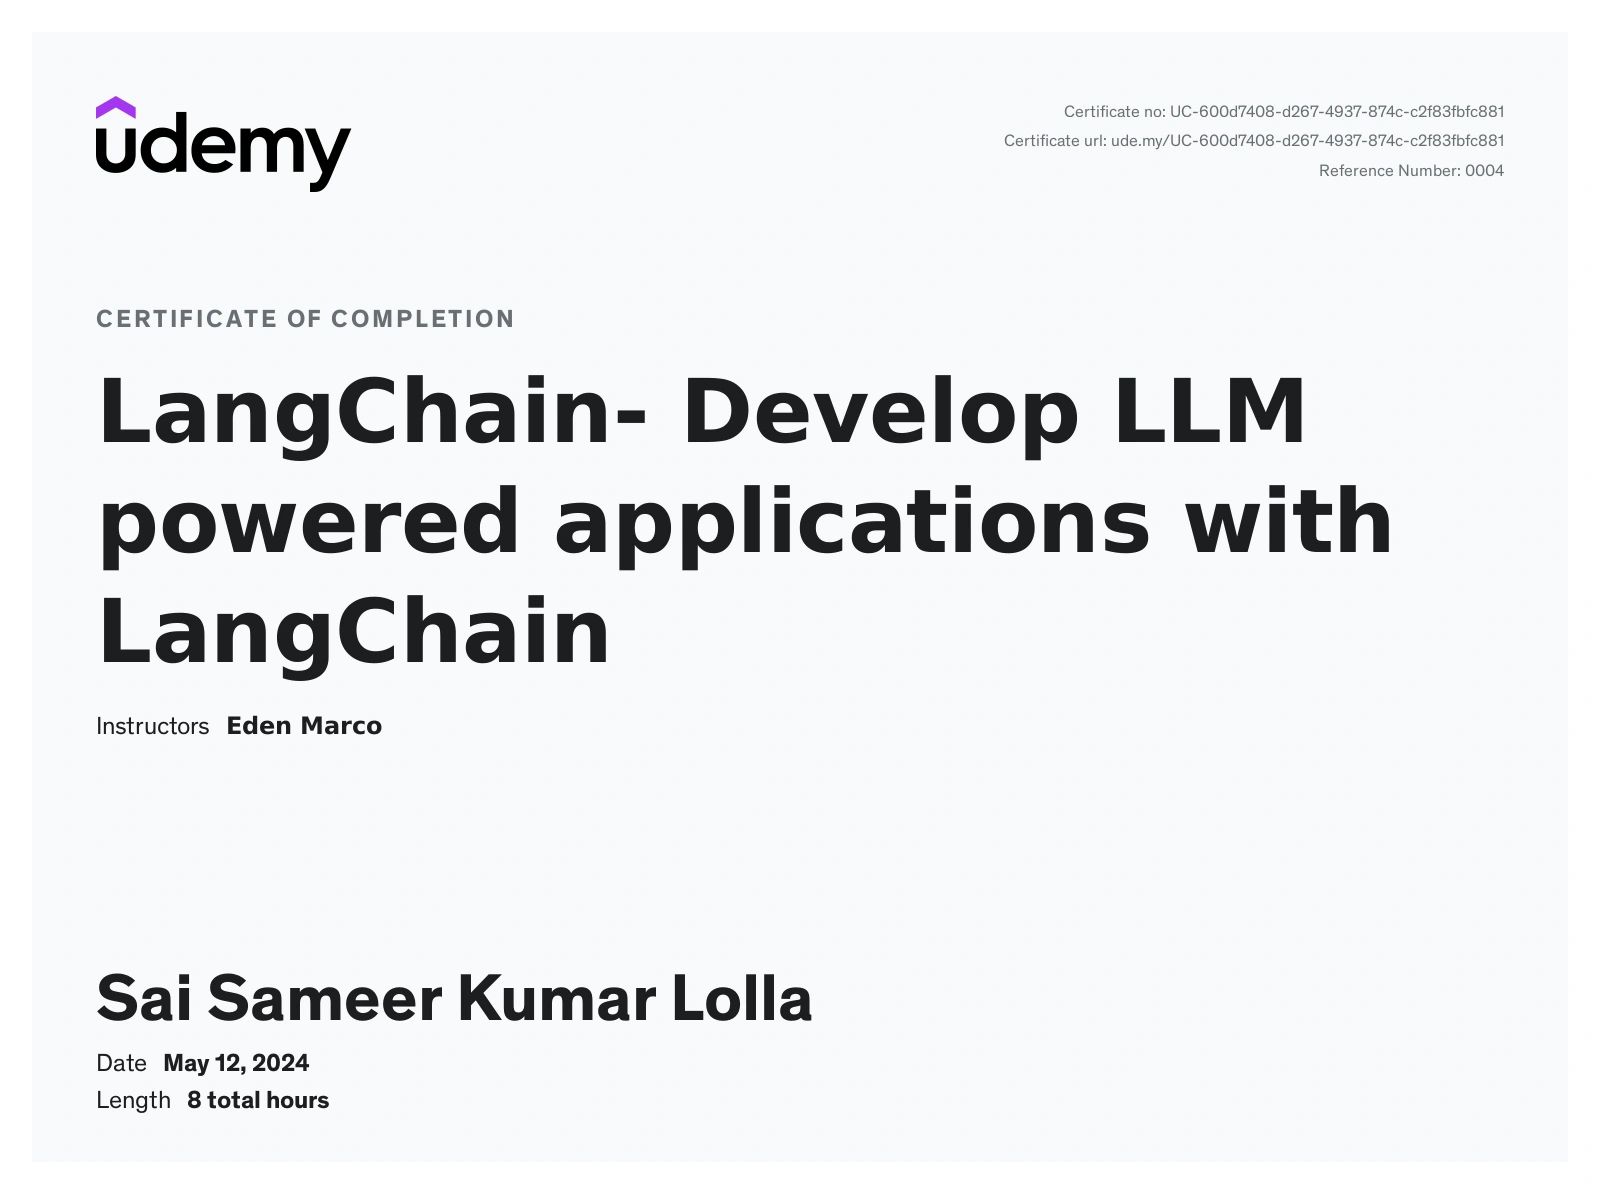 udemy
Certificate no: UC-600d7408-d267-4937-874c-c2f83fbfc881
Certificate url: ude.my/UC-600d7408-d267-4937-874c-c2f83fbfc881
Reference Number: 0004
CERTIFICATE OF COMPLETION
LangChain- Develop LLM
powered applications with
LangChain
Instructors Eden Marco
Sai Sameer Kumar Lolla
Date May 12, 2024
Length 8 total hours